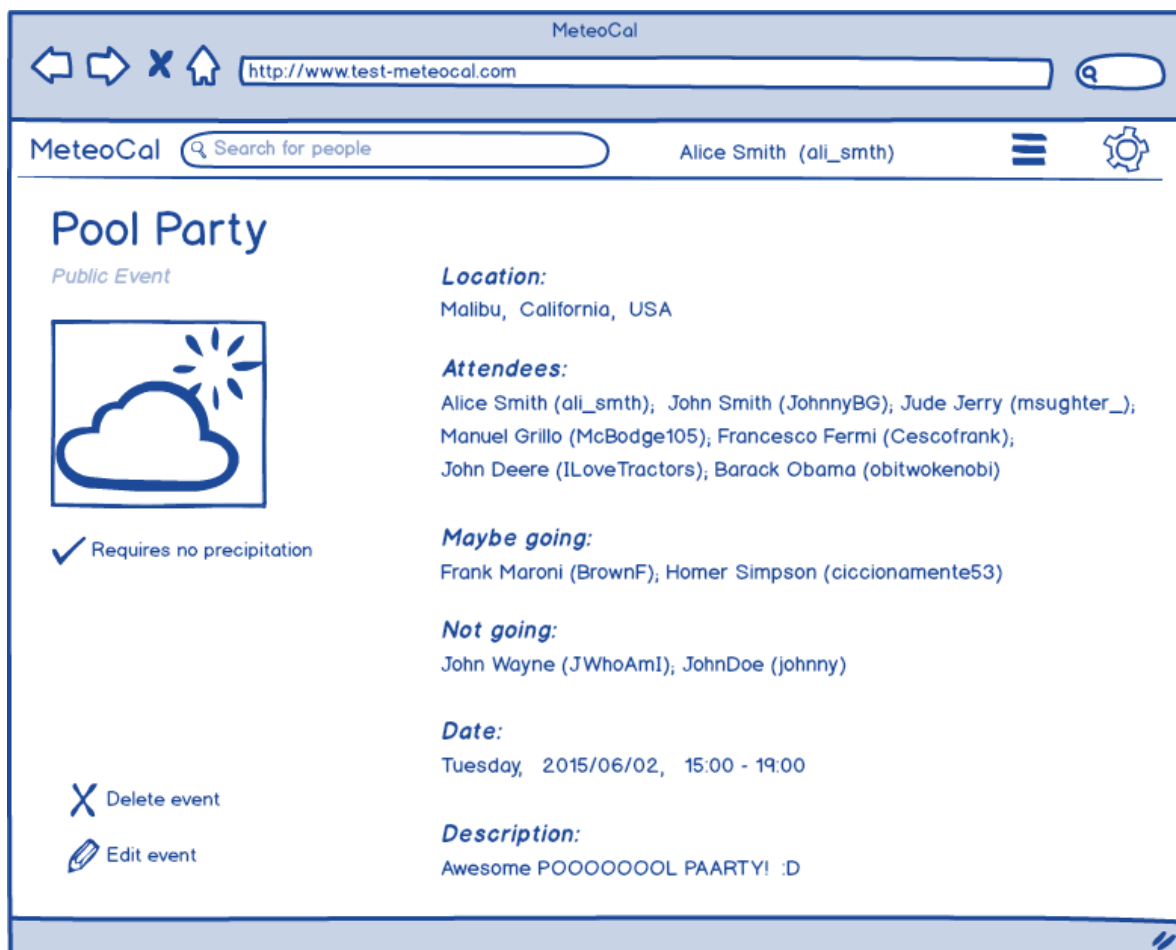 MeteoCal
http://www.test-meteocal.com
MeteoCal Search for people Alice Smith (ali_smth)
Pool Party
Public Event
Requires no precipitation
Delete event
Edit event
Location:
Malibu, California, USA
Attendees:
Alice Smith (ali_smth); John Smith (JohnnyBG); Jude Jerry (msughter_);
Manuel Grillo (McBodge105); Francesco Fermi (Cescofrank);
John Deere (ILoveTractors); Barack Obama (obitwokenobi)
Maybe going:
Frank Maroni (BrownF); Homer Simpson (ciccionamente53)
Not going:
John Wayne (JWhoAmI); JohnDoe (johnny)
Date:
Tuesday, 2015/06/02, 15:00 - 19:00
Description:
Awesome POOOOOOOL PAARTY! :D